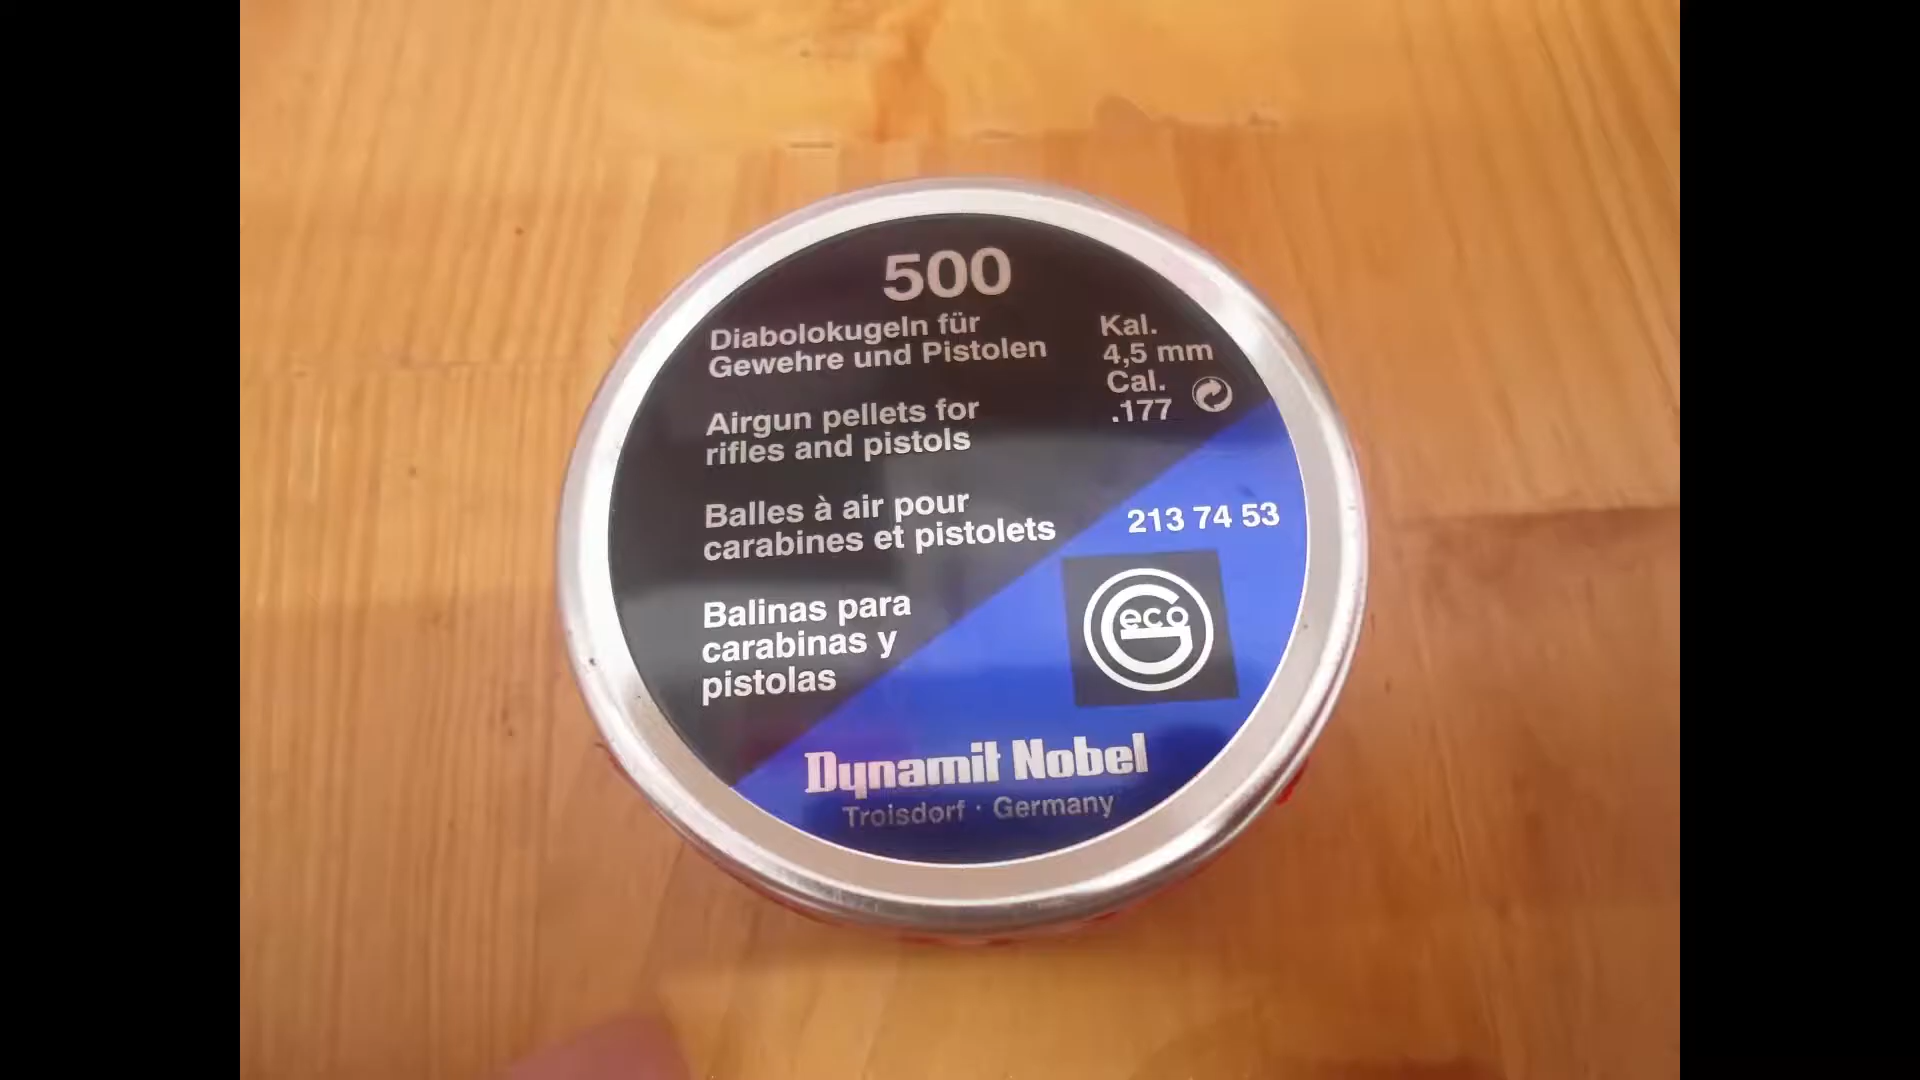 500
Diabolokugeln für
Gewehre und Pistolen
Kal.
4,5 mm
Cal.
.177
Airgun pellets for
rifles and pistols
Balles à air pour
carabines et pistolets
213 74 53
Balinas para
carabinas y
pistolas
Geco
Dynamit Nobel
Troisdorf · Germany